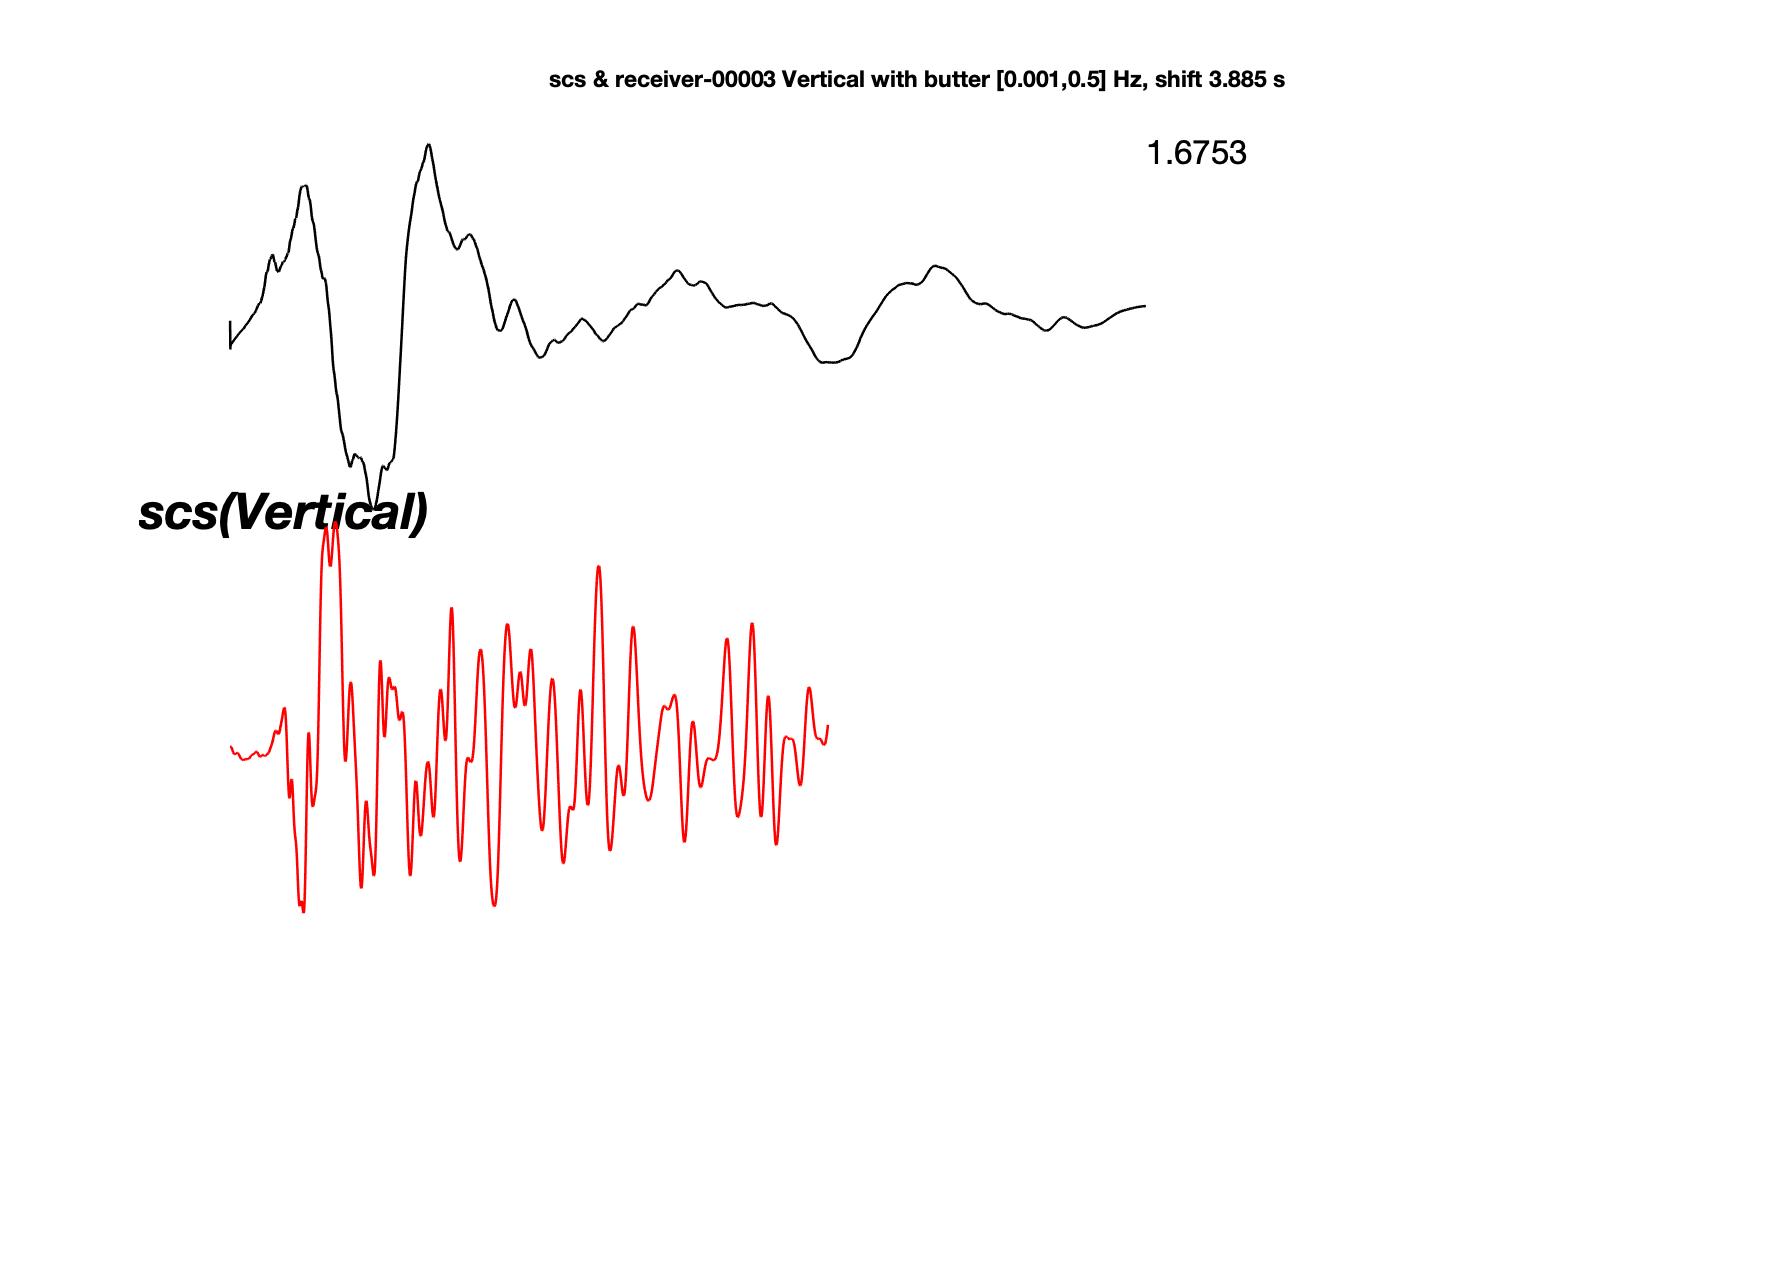 scs & receiver-00003 Vertical with butter [0.001,0.5] Hz, shift 3.885 s
1.6753
scs(Vertical)